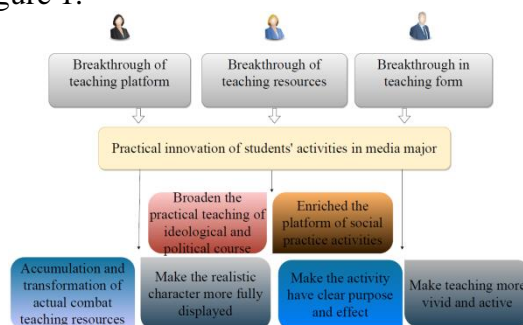 gure 1.
Breakthrough of
teaching platform
Breakthrough of
teaching resources
Breakthrough in
teaching form
Practical innovation of students' activities in media major
Broaden the
practical teaching of
ideological and
political course
Enriched the
platform of social
practice activities
Accumulation and
transformation of
actual combat
teaching resources
Make the realistic
character more fully
displayed
Make the activity
have clear purpose
and effect
Make teaching more
vivid and active